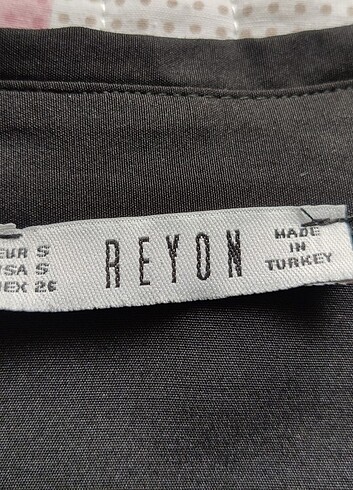 EUR S
USA S
MEX 26
REYON
MADE
IN
TURKEY